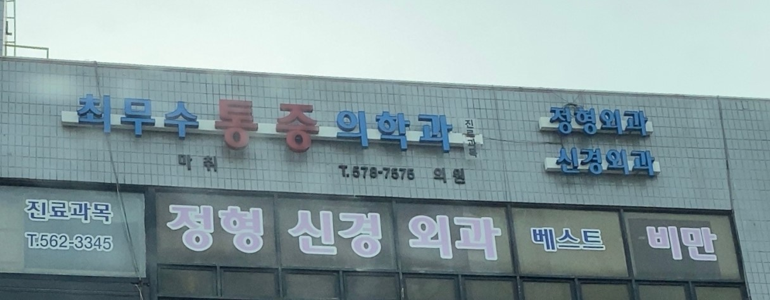 최무수통증의학과 진료과목 정형외과
신경외과
마취 T.578-7575 의원
진료과목
T.562-3345
정형 신경 외과 베스트 비만